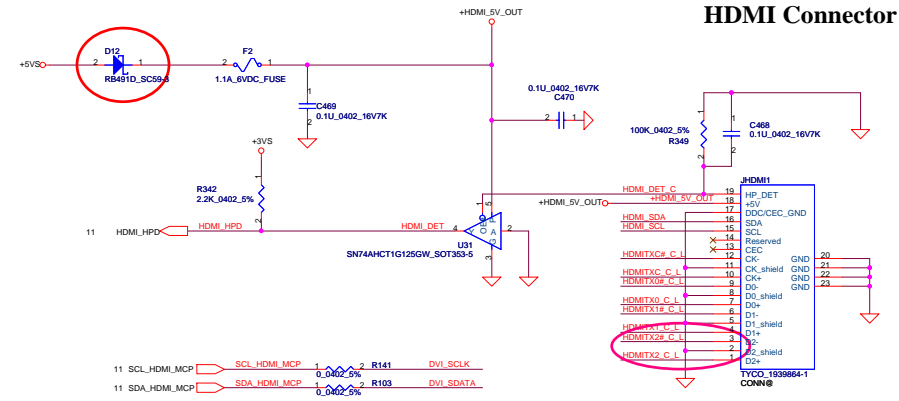 HDMI Connector
+HDMI_5V_OUT
D12
+5VS
2
1
RB491D_SC59-3
F2
2
1
1.1A_6VDC_FUSE
1
C469
0.1U_0402_16V7K
2
0.1U_0402_16V7K
C470
2
1
100K_0402_5%
R349
1
2
1
C468
0.1U_0402_16V7K
2
+3VS
1
R342
2.2K_0402_5%
2
11
HDMI_HPD
HDMI_HPD
HDMI_DET
4
Y
1
OE#
5
P
A
2
G
3
U31
SN74AHCT1G125GW_SOT353-5
JHDMI1
HDMI_DET_C
19
HP_DET
+HDMI_5V_OUT
+HDMI_5V_OUT
18
+5V
17
DDC/CEC_GND
HDMI_SDA
16
SDA
HDMI_SCL
15
SCL
14
Reserved
13
CEC
HDMITXC#_C_L
12
CK-
GND
20
11
CK_shield
GND
21
HDMITXC_C_L
10
CK+
GND
22
HDMITX0#_C_L
9
D0-
GND
23
8
D0_shield
HDMITX0_C_L
7
D0+
HDMITX1#_C_L
6
D1-
5
D1_shield
HDMITX1_C_L
4
D1+
HDMITX2#_C_L
3
D2-
2
D2_shield
HDMITX2_C_L
1
D2+
TYCO_1939864-1
CONN@
11
SCL_HDMI_MCP
SCL_HDMI_MCP
1
2
R141
DVI_SCLK
0_0402_5%
11
SDA_HDMI_MCP
SDA_HDMI_MCP
1
2
R103
DVI_SDATA
0_0402_5%